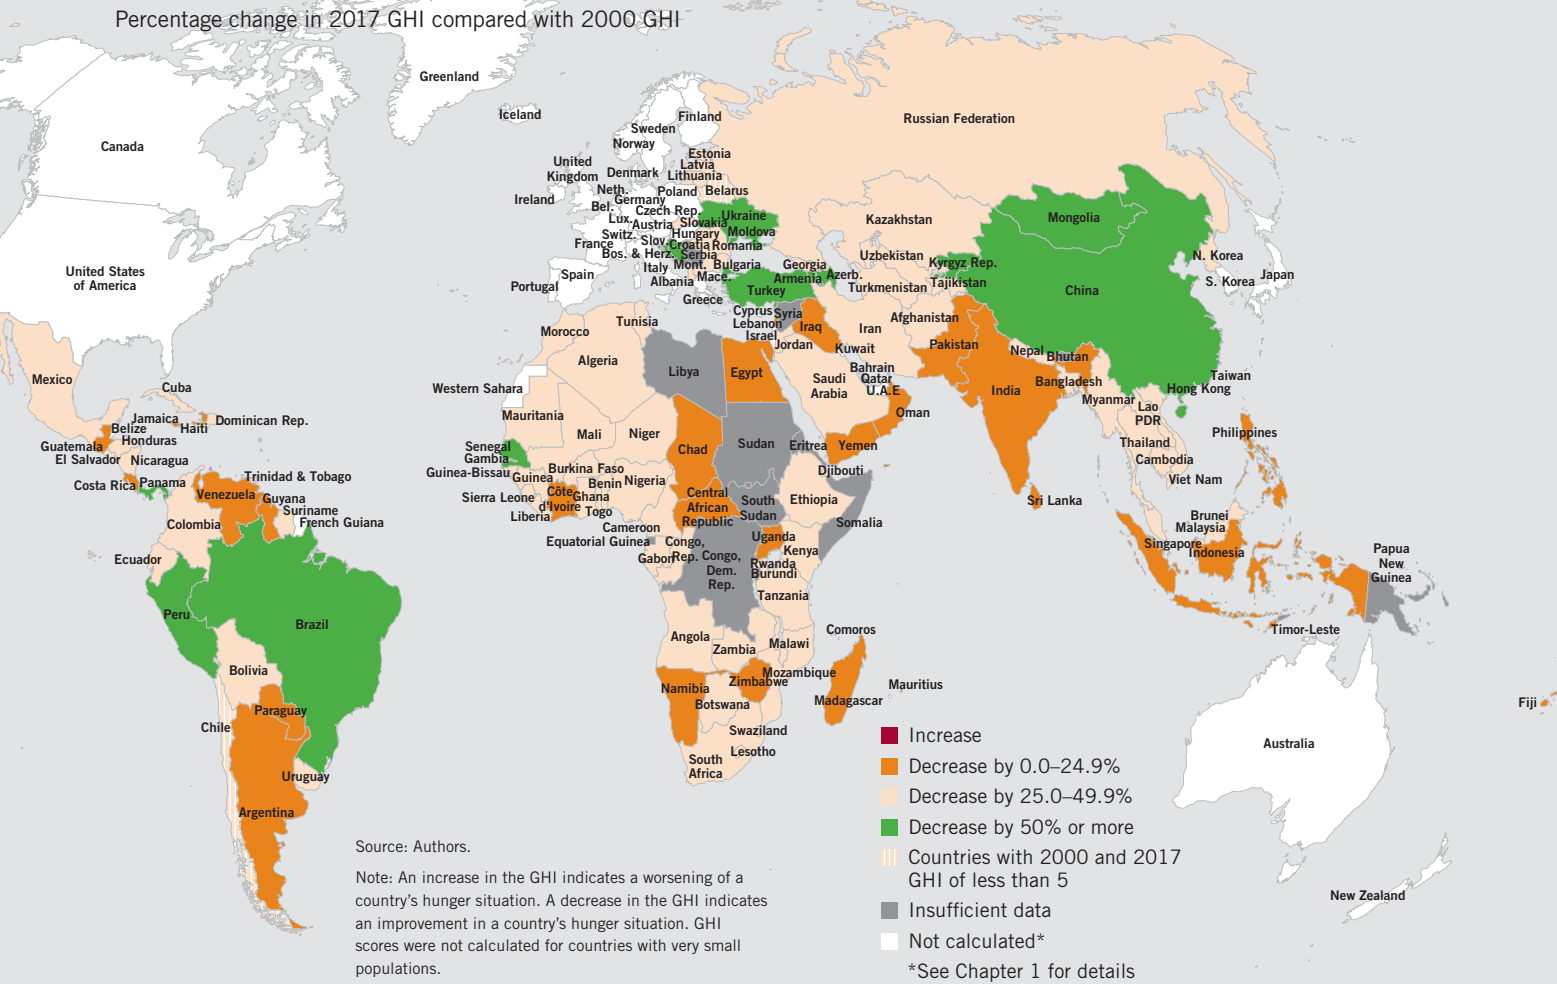 Percentage change in 2017 GHI compared with 2000 GHI
Greenland
Iceland
Canada
Finland
Sweden
Norway
Russian Federation
Estonia
Latvia
Lithuania
United
Kingdom
Denmark
Ireland
Neth.
Germany
Poland
Belarus
Bel.
Czech Rep.
Lux.
Austria
Slovakia
Ukraine
Moldova
Switz.
Hungary
France
Slov.
Croatia
Romania
Bos. & Herz.
Serbia
Italy
Mont.
Bulgaria
Mace.
Albania
Greece
Spain
Portugal
Kazakhstan
Mongolia
Uzbekistan
Kyrgyz Rep.
Georgia
Armenia
Azerb.
Turkmenistan
Tajikistan
Turkey
China
N. Korea
S. Korea
Japan
United States
of America
Cyprus
Lebanon
Israel
Syria
Iraq
Iran
Afghanistan
Jordan
Kuwait
Pakistan
Nepal
Bhutan
Morocco
Tunisia
Algeria
Libya
Egypt
Bahrain
Qatar
U.A.E
Saudi
Arabia
India
Bangladesh
Taiwan
Hong Kong
Myanmar
Lao
PDR
Mexico
Cuba
Western Sahara
Oman
Mauritania
Jamaica
Belize
Haiti
Dominican Rep.
Honduras
Guatemala
El Salvador
Nicaragua
Mali
Niger
Chad
Sudan
Eritrea
Yemen
Thailand
Philippines
Senegal
Gambia
Guinea-Bissau
Guinea
Burkina Faso
Benin
Nigeria
Djibouti
Cambodia
Viet Nam
Costa Rica
Panama
Trinidad & Tobago
Venezuela
Guyana
Suriname
French Guiana
Sierra Leone
Liberia
Côte
d'Ivoire
Ghana
Togo
Central
African
Republic
South
Sudan
Ethiopia
Somalia
Sri Lanka
Colombia
Cameroon
Equatorial Guinea
Brunei
Malaysia
Singapore
Indonesia
Ecuador
Gabon
Congo,
Rep.
Congo,
Dem.
Rep.
Uganda
Kenya
Rwanda
Burundi
Papua
New
Guinea
Peru
Brazil
Tanzania
Timor-Leste
Angola
Zambia
Malawi
Comoros
Bolivia
Mozambique
Namibia
Zimbabwe
Botswana
Madagascar
Mauritius
Fiji
Paraguay
Chile
Swaziland
Lesotho
South
Africa
Australia
Uruguay
Argentina
New Zealand
Increase
Decrease by 0.0–24.9%
Decrease by 25.0–49.9%
Decrease by 50% or more
Countries with 2000 and 2017
GHI of less than 5
Insufficient data
Not calculated*
*See Chapter 1 for details
Source: Authors.
Note: An increase in the GHI indicates a worsening of a
country's hunger situation. A decrease in the GHI indicates
an improvement in a country's hunger situation. GHI
scores were not calculated for countries with very small
populations.